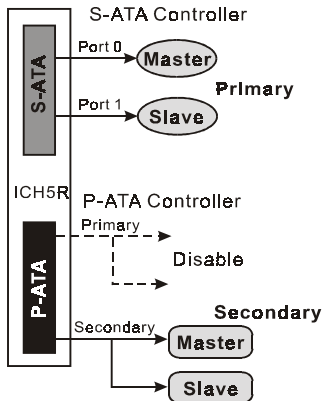 S-ATA Controller
S-ATA
Port 0
Master
Primary
Port 1
Slave
ICH5R
P-ATA Controller
P-ATA
Primary
Disable
Secondary
Secondary
Master
Slave